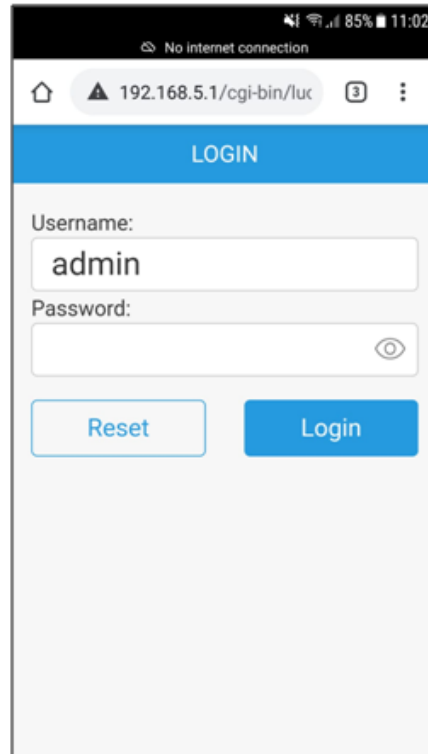 85% 11:02
No internet connection
192.168.5.1/cgi-bin/luc
3
LOGIN
Username:
admin
Password:
Reset
Login